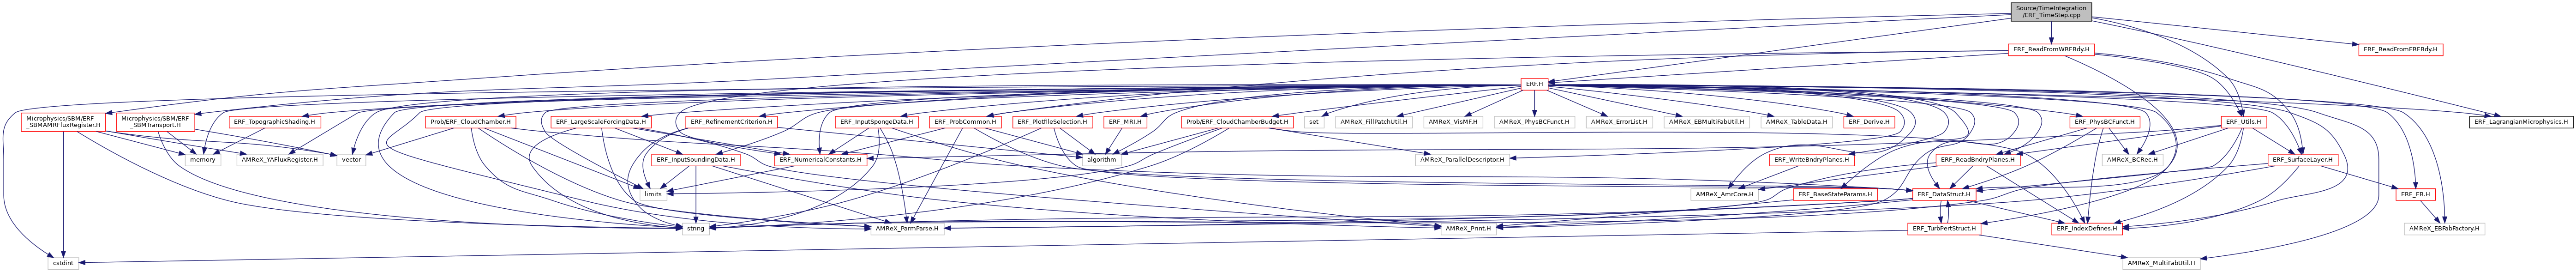 Source/TimeIntegration
/ERF_TimeStep.cpp
ERF_ReadFromWRFBdy.H
ERF_ReadFromERFBdy.H
ERF.H
Microphysics/SBM/ERF
_SBMAMRFluxRegister.H
Microphysics/SBM/ERF
_SBMTransport.H
ERF_TopographicShading.H
Prob/ERF_CloudChamber.H
ERF_LargeScaleForcingData.H
ERF_RefinementCriterion.H
ERF_InputSpongeData.H
ERF_ProbCommon.H
ERF_PlotfileSelection.H
ERF_MRI.H
Prob/ERF_CloudChamberBudget.H
set
AMReX_FillPatchUtil.H
AMReX_VisMF.H
AMReX_PhysBCFunct.H
AMReX_ErrorList.H
AMReX_EBMultiFabUtil.H
AMReX_TableData.H
ERF_Derive.H
ERF_PhysBCFunct.H
ERF_Utils.H
ERF_LagrangianMicrophysics.H
memory
AMReX_YAFluxRegister.H
vector
ERF_InputSoundingData.H
ERF_NumericalConstants.H
algorithm
AMReX_ParallelDescriptor.H
ERF_WriteBndryPlanes.H
ERF_ReadBndryPlanes.H
AMReX_BCRec.H
ERF_SurfaceLayer.H
limits
AMReX_AmrCore.H
ERF_BaseStateParams.H
ERF_DataStruct.H
ERF_EB.H
string
AMReX_ParmParse.H
AMReX_Print.H
ERF_TurbPertStruct.H
ERF_IndexDefines.H
AMReX_EBFabFactory.H
cstdint
AMReX_MultiFabUtil.H